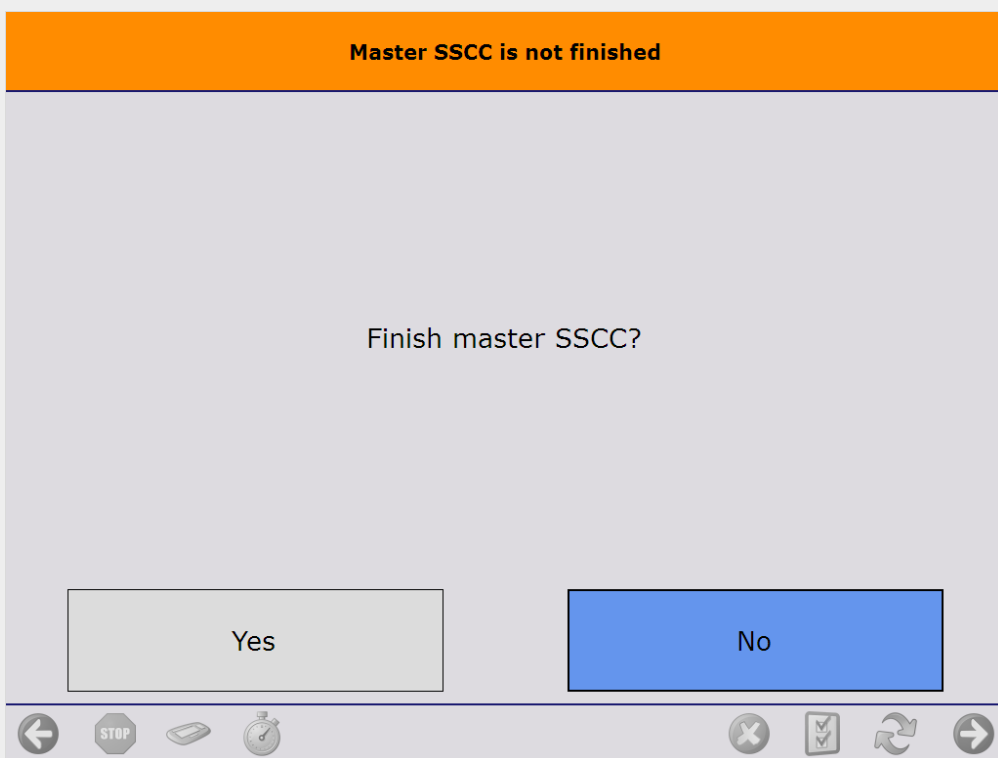 Master SSCC is not finished
Finish master SSCC?
Yes
No
STOP